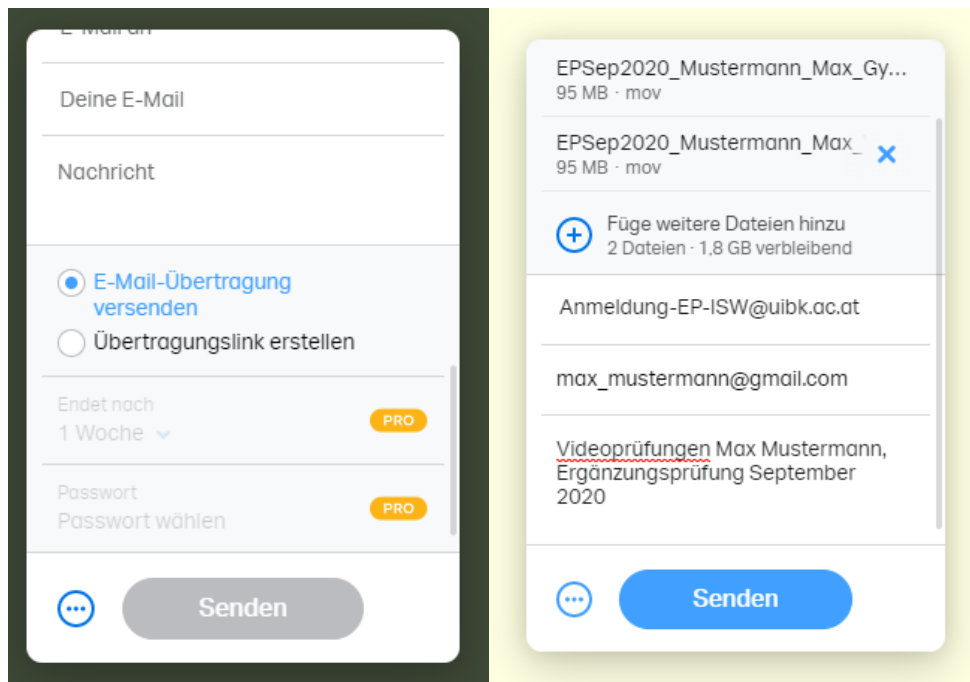 E-Mail an
Deine E-Mail
Nachricht
E-Mail-Übertragung
versenden
Übertragungslink erstellen
Endet nach
1 Woche
PRO
Passwort
Passwort wählen
PRO
Senden
EPSep2020_Mustermann_Max_Gy...
95 MB · mov
EPSep2020_Mustermann_Max_
95 MB · mov
Füge weitere Dateien hinzu
2 Dateien · 1,8 GB verbleibend
Anmeldung-EP-ISW@uibk.ac.at
max_mustermann@gmail.com
Videoprüfungen Max Mustermann,
Ergänzungsprüfung September
2020
Senden